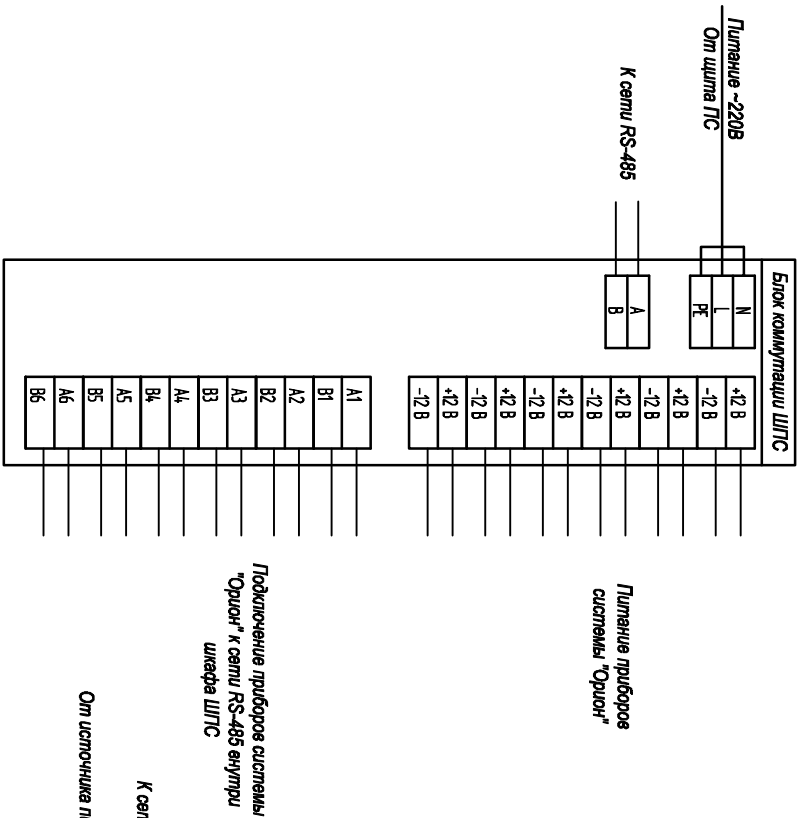 Питание ~220В
От щита ПС
К сети RS-485
Блок коммутации ШПС
N
L
PE
A
B
+12 В
-12 В
+12 В
-12 В
+12 В
-12 В
+12 В
-12 В
+12 В
-12 В
+12 В
-12 В
A1
B1
A2
B2
A3
B3
A4
B4
A5
B5
A6
B6
Питание приборов
системы "Орион"
Подключение приборов системы
"Орион" к сети RS-485 внутри
шкафа ШПС
К
От источника